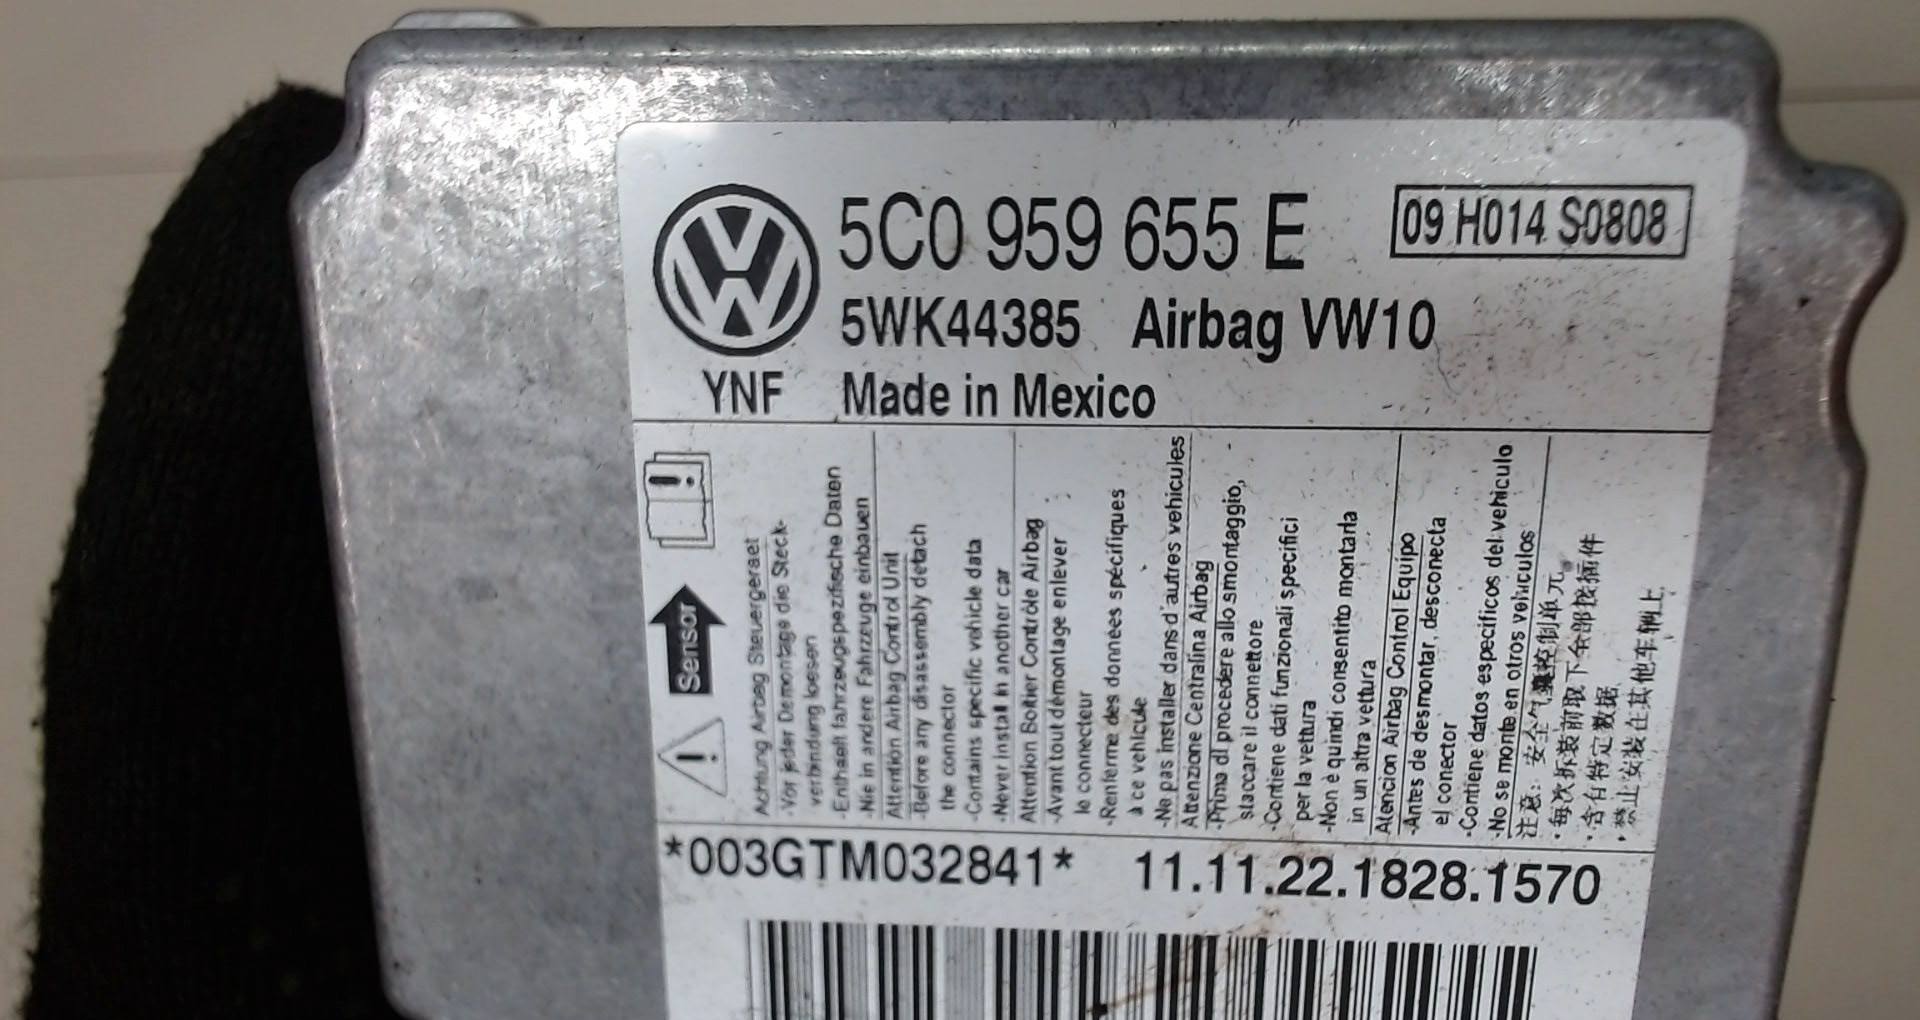 5C0 959 655 E
09 H014 S0808
5WK44385 Airbag VW10
YNF Made in Mexico
Sensor
Achtung Airbag Steuergeraet
-Vor jeder Demontage die Steck-
verbindung loesen
-Enthaelt fahrzeugspezifische Daten
-Nie in andere Fahrzeuge einbauen
Attention Airbag Control Unit
-Before any disassembly detach
the connector
-Contains specific vehicle data
-Never install in another car
Attention Boitier Contrôle Airbag
-Avant tout démontage enlever
le connecteur
-Renferme des données spécifiques
à ce vehicule
-Ne pas installer dans d'autres vehicules
Attenzione Centralina Airbag
-Prima di procedere allo smontaggio,
staccare il connettore
-Contiene dati funzionali specifici
per la vettura
-Non è quindi consentito montarla
in un altra vettura
Atencion Airbag Control Equipo
-Antes de desmontar, desconecta
el conector
-Contiene datos especificos del vehiculo
-No se monte en otros vehiculos
注意：安全气囊控制单元。
·每次拆装前取下全部接插件
·含有特定数据
·禁止安装在其他车辆上
*003GTM032841* 11.11.22.1828.1570